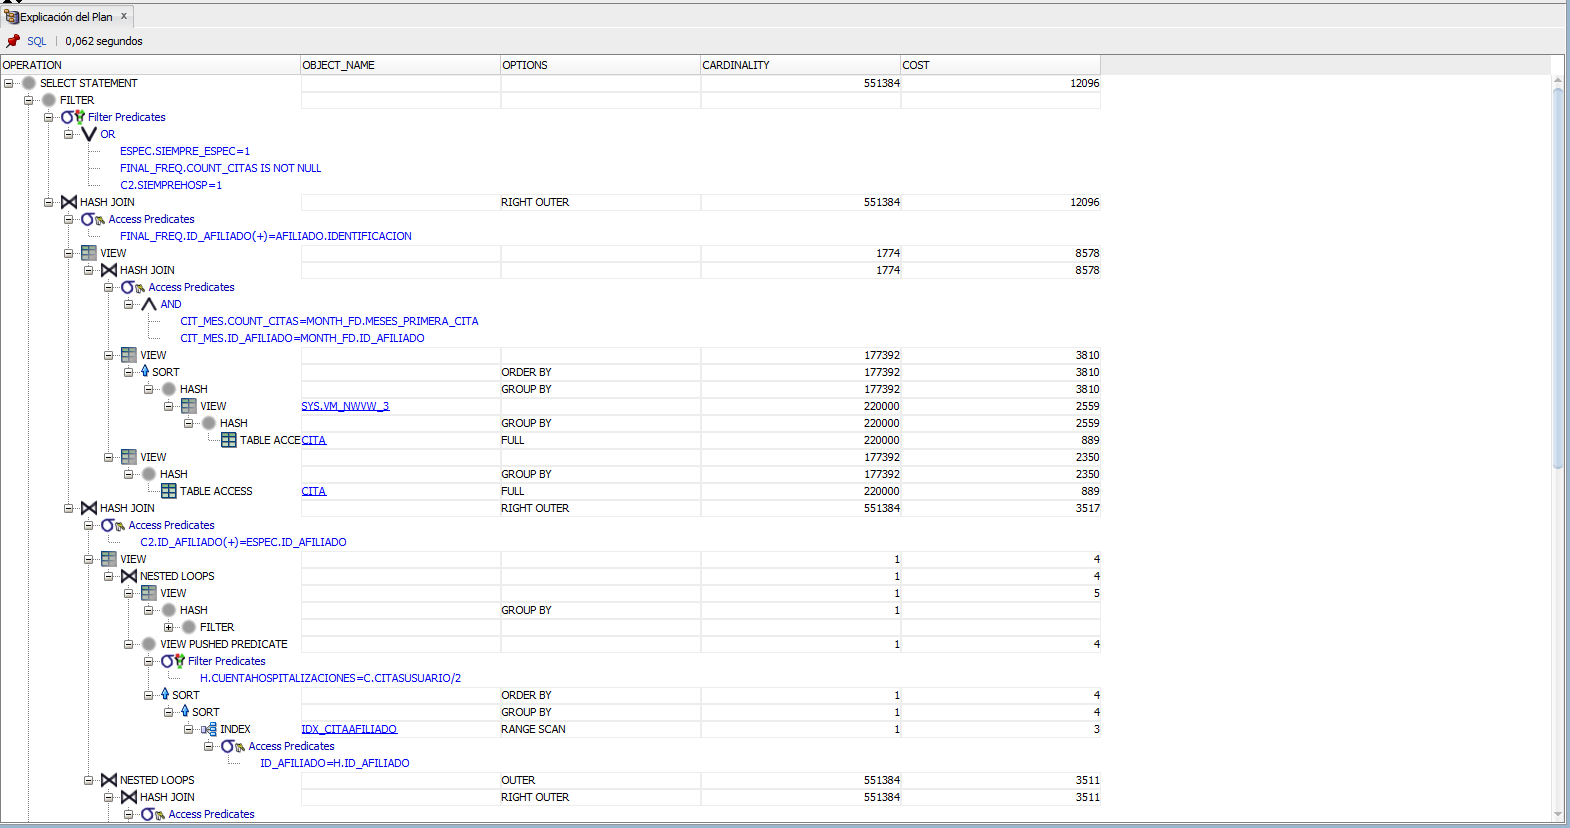 Explicación del Plan x
SQL | 0,062 segundos
OPERATION OBJECT_NAME OPTIONS CARDINALITY COST
SELECT STATEMENT 551384 12096
FILTER
Filter Predicates
OR
ESPEC.SIEMPRE_ESPEC=1
FINAL_FREQ.COUNT_CITAS IS NOT NULL
C2.SIEMPREHOSP=1
HASH JOIN RIGHT OUTER 551384 12096
Access Predicates
FINAL_FREQ.ID_AFILIADO(+)=AFILIADO.IDENTIFICACION
VIEW 1774 8578
HASH JOIN 1774 8578
Access Predicates
AND
CIT_MES.COUNT_CITAS=MONTH_FD.MESES_PRIMERA_CITA
CIT_MES.ID_AFILIADO=MONTH_FD.ID_AFILIADO
VIEW 177392 3810
SORT ORDER BY 177392 3810
HASH GROUP BY 177392 3810
VIEW SYS.VM_NWVW_3 220000 2559
HASH GROUP BY 220000 2559
TABLE ACCE CITA FULL 220000 889
VIEW 177392 2350
HASH GROUP BY 177392 2350
TABLE ACCESS CITA FULL 220000 889
HASH JOIN RIGHT OUTER 551384 3517
Access Predicates
C2.ID_AFILIADO(+)=ESPEC.ID_AFILIADO
VIEW 1 4
NESTED LOOPS 1 4
VIEW 1 5
HASH GROUP BY 1
FILTER
VIEW PUSHED PREDICATE 1 4
Filter Predicates
H.CUENTAHOSPITALIZACIONES=C.CITASUSUARIO/2
SORT ORDER BY 1 4
SORT GROUP BY 1 4
INDEX IDX_CITAAFILIADO RANGE SCAN 1 3
Access Predicates
ID_AFILIADO=H.ID_AFILIADO
NESTED LOOPS OUTER 551384 3511
HASH JOIN RIGHT OUTER 551384 3511
Access Predicates